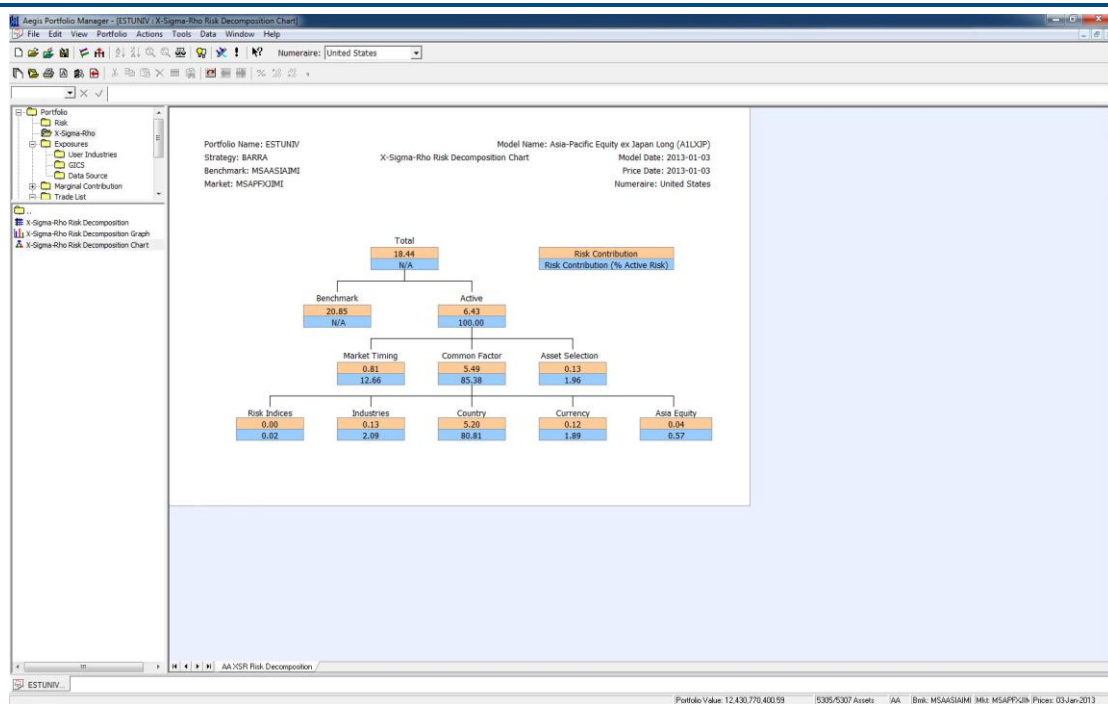 Aegis Portfolio Manager - [ESTUNIV : X-Sigma-Rho Risk Decomposition Chart]
File Edit View Portfolio Actions Tools Data Window Help
Numeraire: United States
Portfolio
Risk
X-Sigma-Rho
Exposures
User Industries
GICS
Data Source
Marginal Contribution
Trade List
..
X-Sigma-Rho Risk Decomposition
X-Sigma-Rho Risk Decomposition Graph
X-Sigma-Rho Risk Decomposition Chart
Portfolio Name: ESTUNIV Model Name: Asia-Pacific Equity ex Japan Long (A1LXJP)
Strategy: BARRA X-Sigma-Rho Risk Decomposition Chart Model Date: 2013-01-03
Benchmark: MSAASIAIMI Price Date: 2013-01-03
Market: MSAPFXJIMI Numeraire: United States
Total
18.44 Risk Contribution
N/A Risk Contribution (% Active Risk)
Benchmark Active
20.85 6.43
N/A 100.00
Market Timing Common Factor Asset Selection
0.81 5.49 0.13
12.66 85.38 1.96
Risk Indices Industries Country Currency Asia Equity
0.00 0.13 5.20 0.12 0.04
0.02 2.09 80.81 1.89 0.57
AA XSR Risk Decomposition
ESTUNIV...
Portfolio Value: 12,430,770,400.59 5305/5307 Assets AA Bmk: MSAASIAIMI Mkt: MSAPFXJIM Prices: 03-Jan-2013